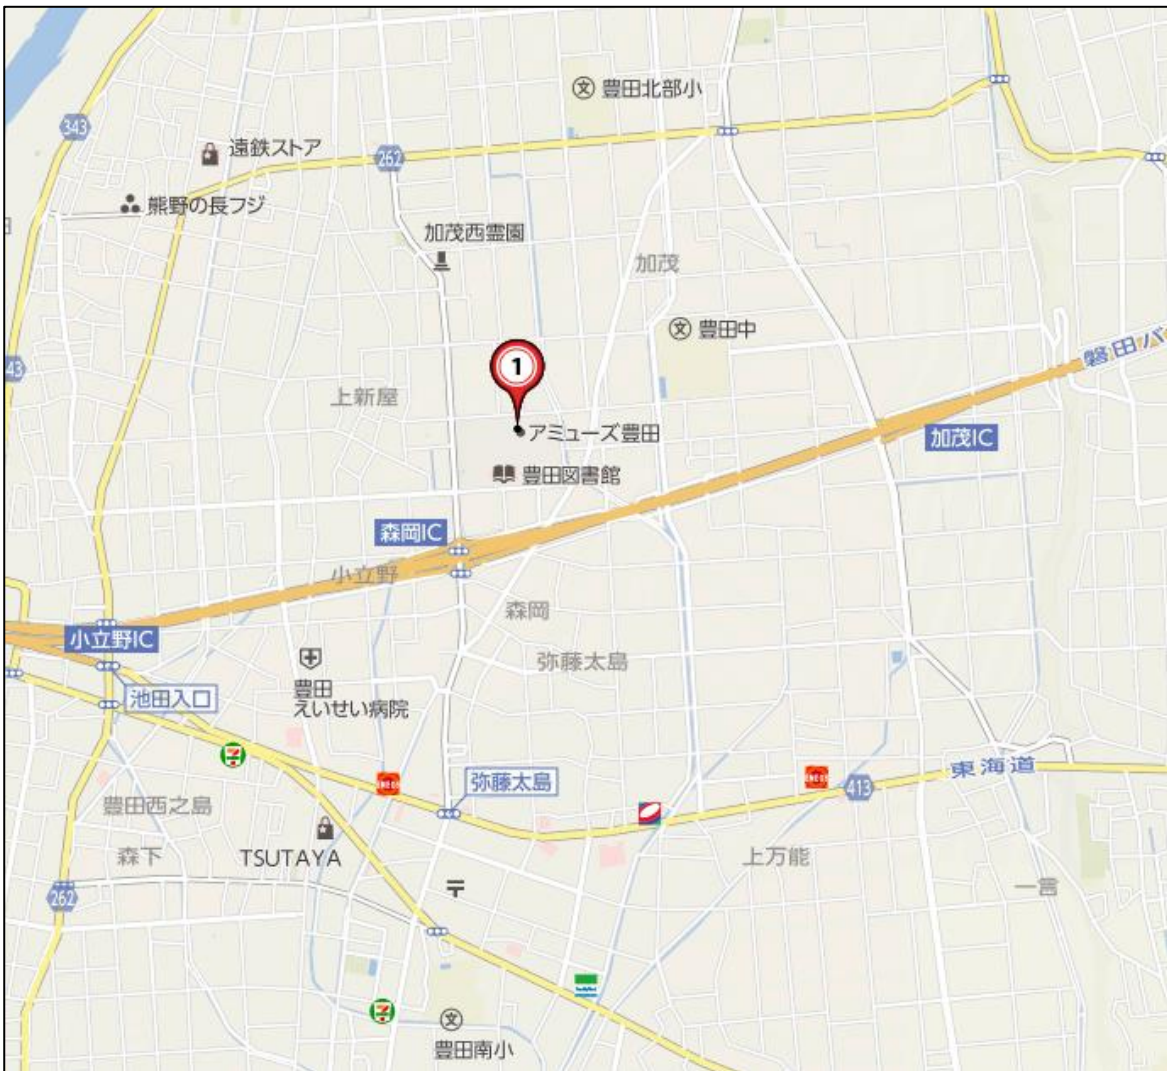 豊田北部小
343
遠鉄ストア
262
熊野の長フジ
加茂西霊園
加茂
豊田中
磐田バ
43
1
上新屋
アミューズ豊田
加茂IC
豊田図書館
森岡IC
小立野
森岡
小立野IC
弥藤太島
豊田
えいせい病院
池田入口
東海道
弥藤太島
ENEOS
ENEOS
413
豊田西之島
TSUTAYA
森下
上万能
一言
262
〒
FamilyMart
豊田南小